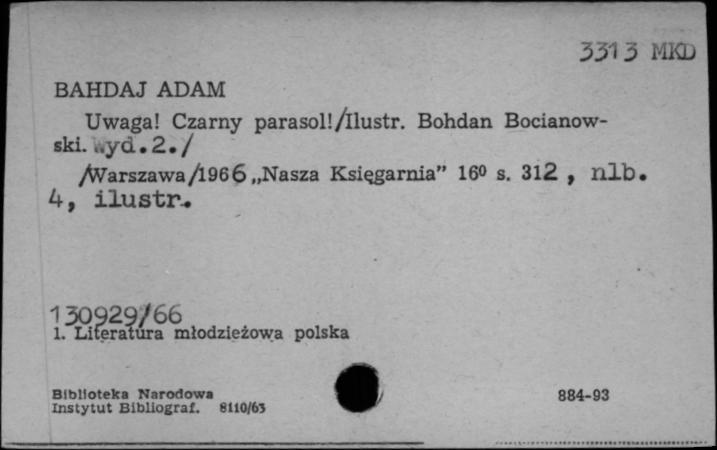 3313 MKD
BAHDAJ ADAM
Uwaga! Czarny parasol!/Ilustr. Bohdan Bocianow-
ski. Wyd.2./
/Warszawa/1966 „Nasza Księgarnia” 16⁰ s. 312, nlb.
4, ilustr.
130929/66
1. Literatura młodzieżowa polska
Biblioteka Narodowa
Instytut Bibliograf. 8110/63
884-93